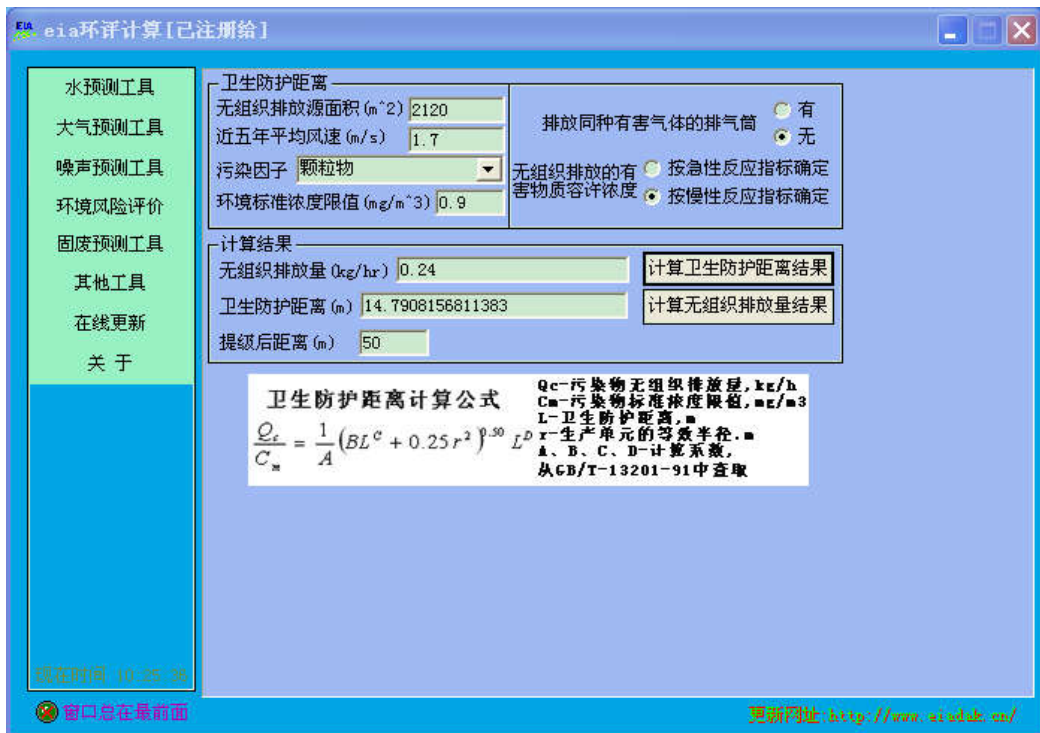 eia环评计算[已注册给]
水预测工具
大气预测工具
噪声预测工具
环境风险评价
固废预测工具
其他工具
在线更新
关 于
现在时间 10:25:36
窗口总在最前面
卫生防护距离
无组织排放源面积(m^2) 2120
近五年平均风速(m/s) 1.7
污染因子 颗粒物
环境标准浓度限值(mg/m^3) 0.9
排放同种有害气体的排气筒
有
无
无组织排放的有害物质容许浓度
按急性反应指标确定
按慢性反应指标确定
计算结果
无组织排放量(kg/hr) 0.24
卫生防护距离(m) 14.7908156811383
提级后距离(m) 50
计算卫生防护距离结果
计算无组织排放量结果
卫生防护距离计算公式
Q_c/C_m = 1/A (BL^C + 0.25r^2)^0.50 L^D
Qc-污染物无组织排放量,kg/h
Cm-污染物标准浓度限值,mg/m3
L-卫生防护距离,m
r-生产单元的等效半径.m
A、B、C、D-计算系数,
从GB/T-13201-91中查取
更新网址:http://www.eiadak.cn/